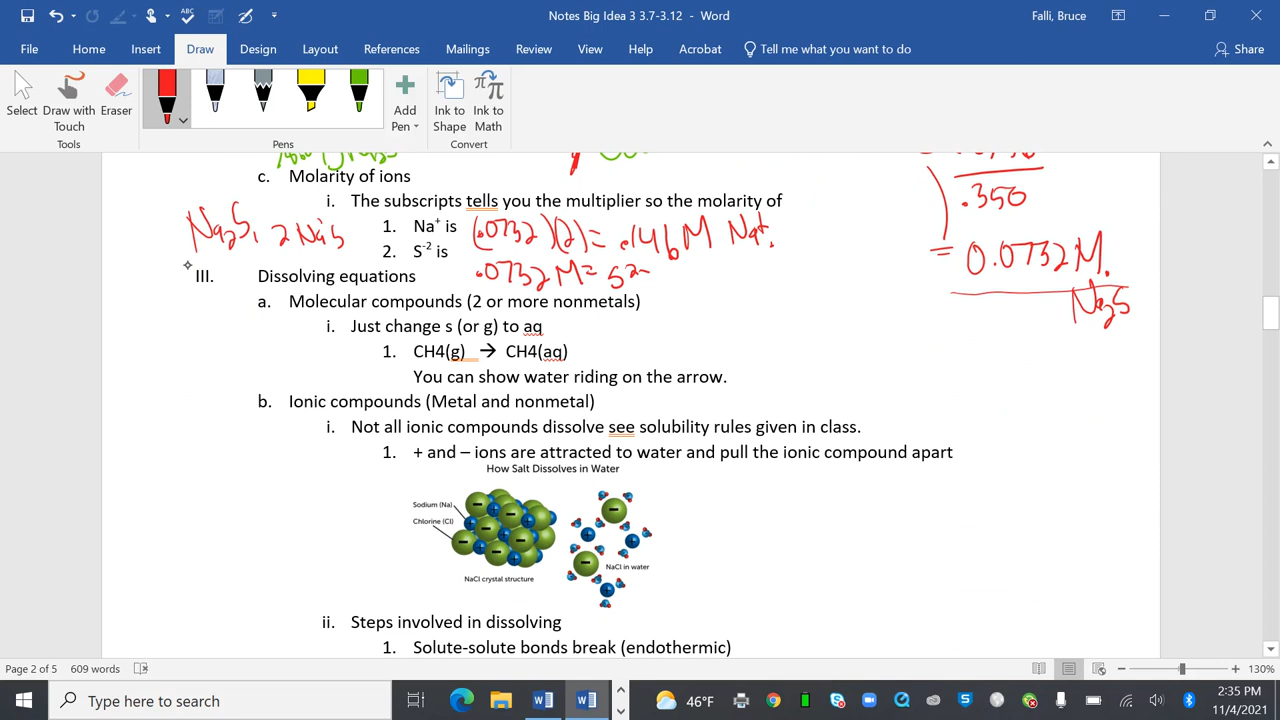 Notes Big Idea 3 3.7-3.12 - Word
Falli, Bruce
File Home Insert Draw Design Layout References Mailings Review View Help Acrobat Tell me what you want to do Share
Select Draw with Touch Eraser Add Pen Ink to Shape Ink to Math
Tools Pens Convert
c. Molarity of ions
.350
i. The subscripts tells you the multiplier so the molarity of
Na2S, 2 Na+ S
1. Na+ is (.0732)(2) = .146M Na+.
2. S-2 is
.0732M = S2-
= 0.0732M.
Na2S
III. Dissolving equations
a. Molecular compounds (2 or more nonmetals)
i. Just change s (or g) to aq
1. CH4(g) → CH4(aq)
You can show water riding on the arrow.
b. Ionic compounds (Metal and nonmetal)
i. Not all ionic compounds dissolve see solubility rules given in class.
1. + and – ions are attracted to water and pull the ionic compound apart
How Salt Dissolves in Water
Sodium (Na)
Chlorine (Cl)
NaCl in water
NaCl crystal structure
ii. Steps involved in dissolving
1. Solute-solute bonds break (endothermic)
Page 2 of 5 609 words
130%
Type here to search
46°F
2:35 PM
11/4/2021